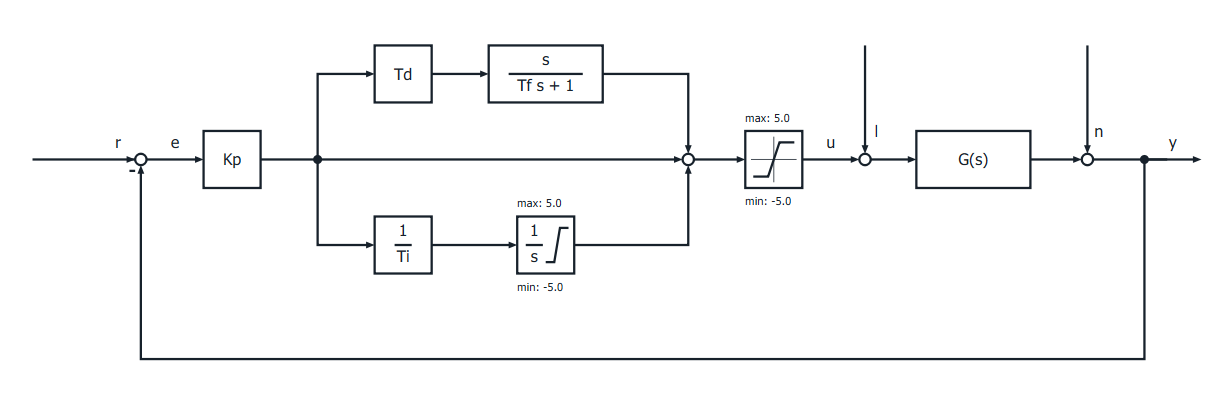 s
Td
Tf s + 1
max: 5.0
r
e
Kp
u
l
G(s)
n
y
-
min: -5.0
max: 5.0
1
Ti
1
s
min: -5.0